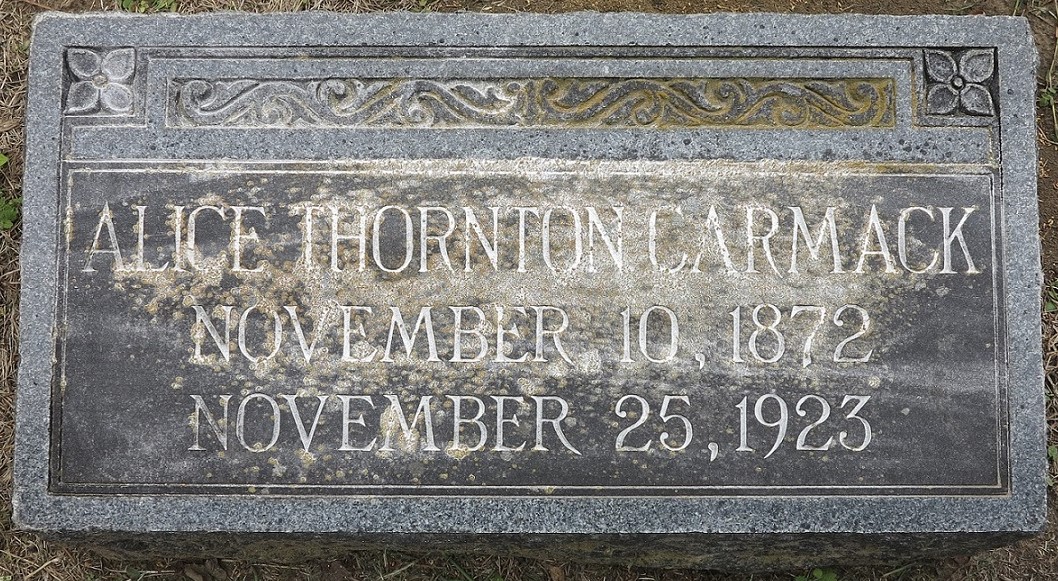 ALICE THORNTON CARMACK
NOVEMBER 10, 1872
NOVEMBER 25, 1923